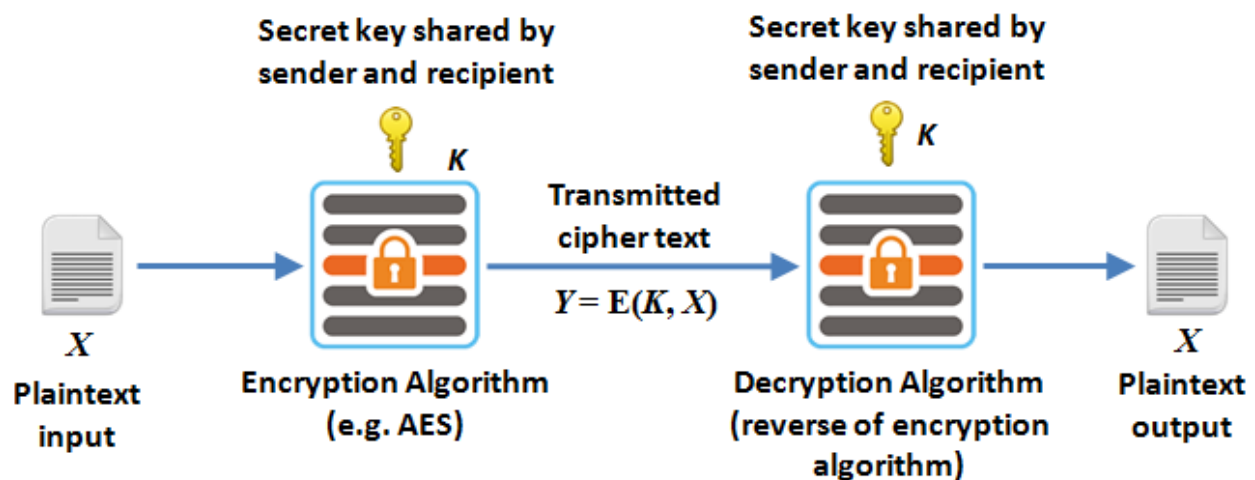 Secret key shared by
sender and recipient
K
Secret key shared by
sender and recipient
K
Transmitted
cipher text
Y = E(K, X)
X
Plaintext
input
Encryption Algorithm
(e.g. AES)
Decryption Algorithm
(reverse of encryption
algorithm)
X
Plaintext
output